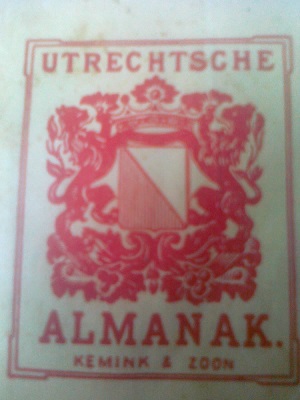 UTRECHTSCHE
ALMANAK.
KEMINK & ZOON